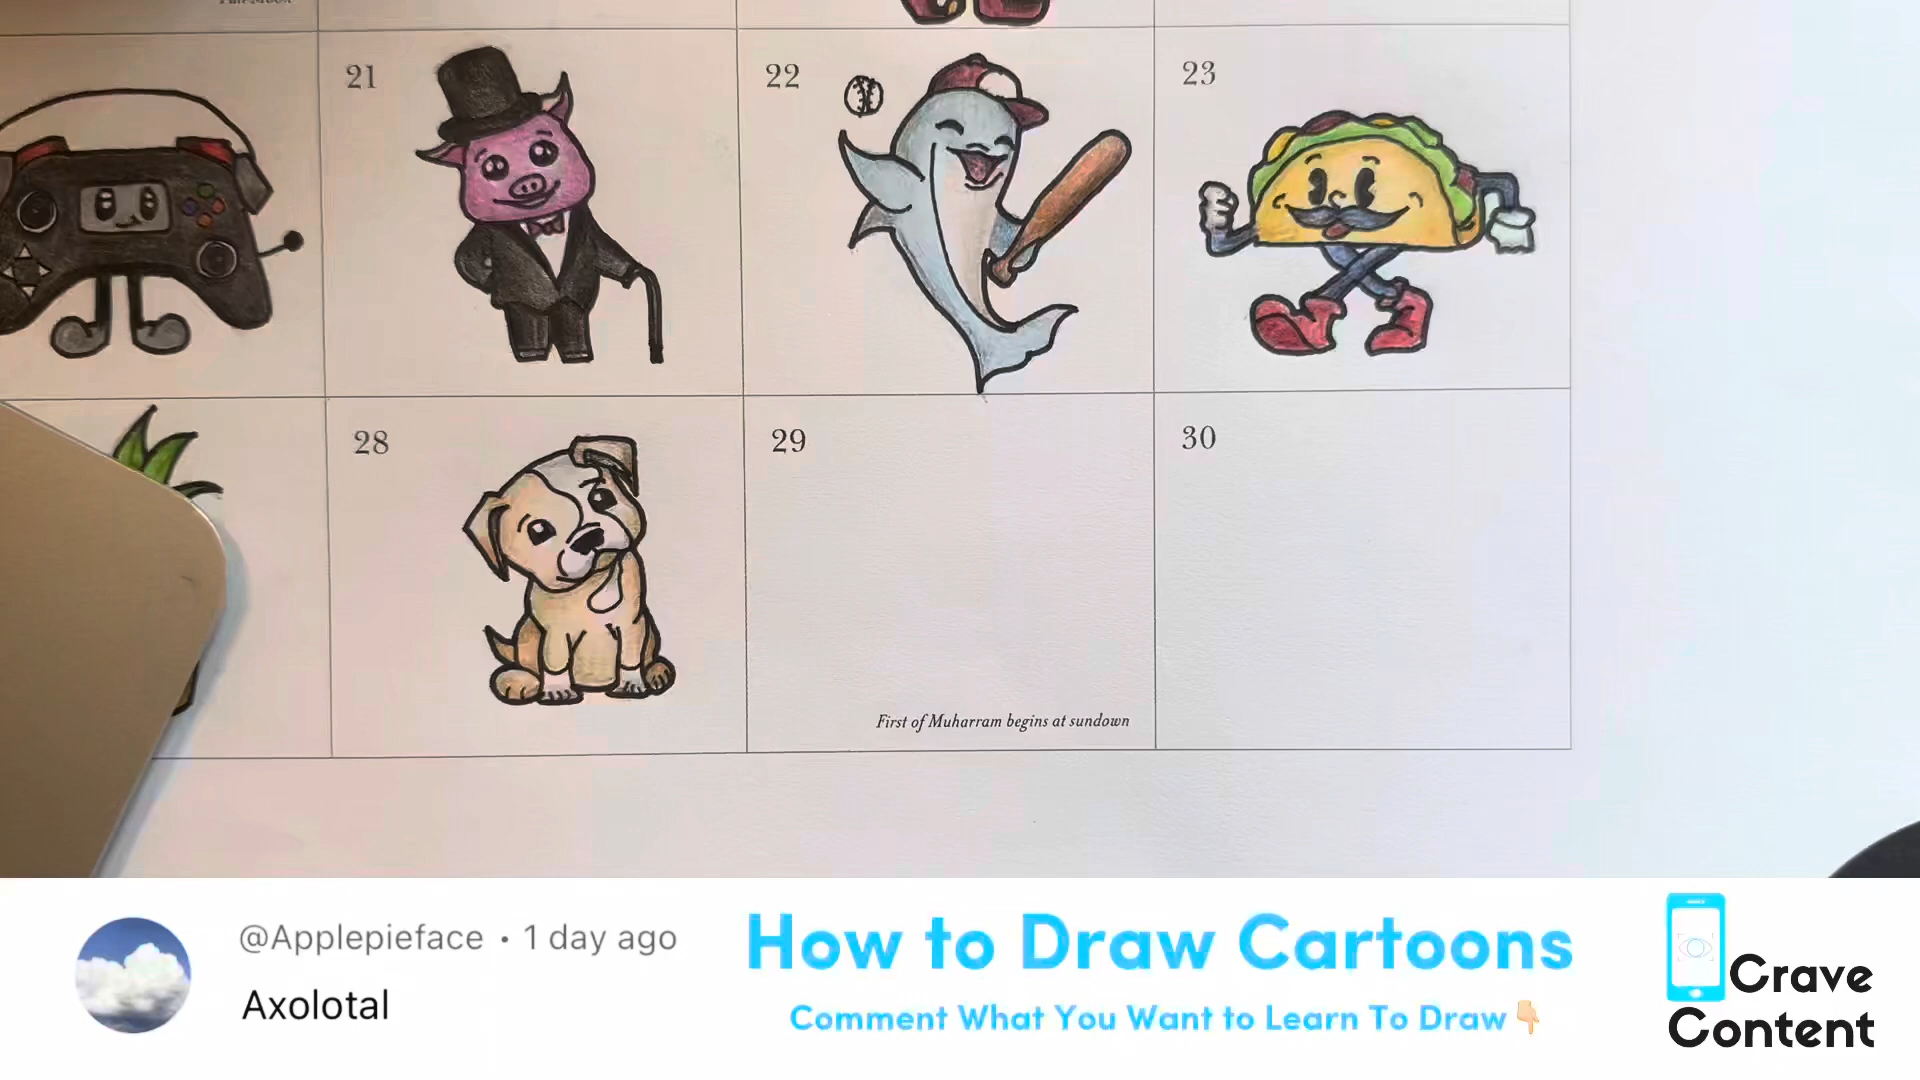 21
22
23
28
29
30
First of Muharram begins at sundown
@Applepieface • 1 day ago
Axolotal
How to Draw Cartoons
Comment What You Want to Learn To Draw👇🏻
Crave
Content